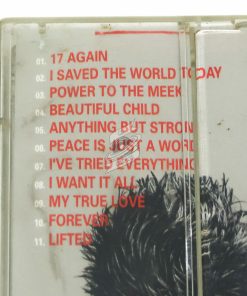 01. 17 AGAIN
02. I SAVED THE WORLD TODAY
03. POWER TO THE MEEK
04. BEAUTIFUL CHILD
05. ANYTHING BUT STRONG
06. PEACE IS JUST A WORD
07. I'VE TRIED EVERYTHING
08. I WANT IT ALL
09. MY TRUE LOVE
10. FOREVER
11. LIFTED